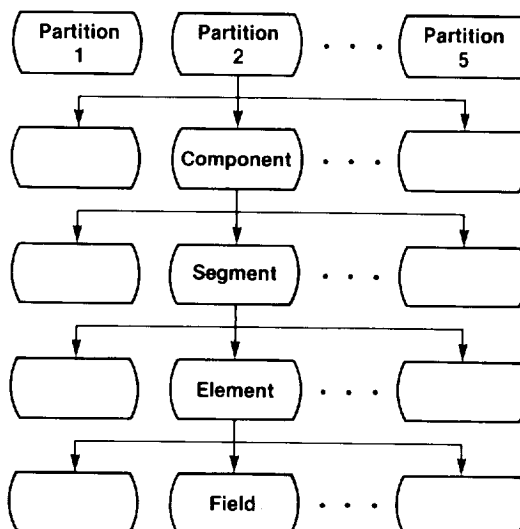 Partition Partition Partition
1 2 . . . 5
Component . . .
Segment . . .
Element . . .
Field . . .